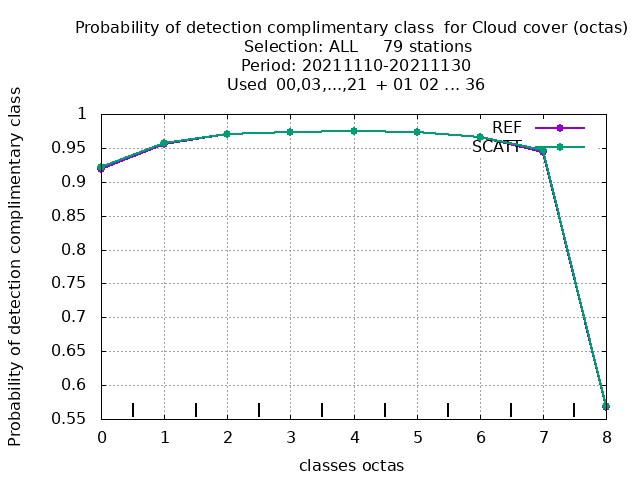 Probability of detection complimentary class  for Cloud cover (octas)
Selection: ALL     79 stations
Period: 20211110-20211130
Used  00,03,...,21  + 01 02 ... 36
Probability of detection complimentary class
1
0.95
0.9
0.85
0.8
0.75
0.7
0.65
0.6
0.55
REF
SCATT
0 1 2 3 4 5 6 7 8
classes octas